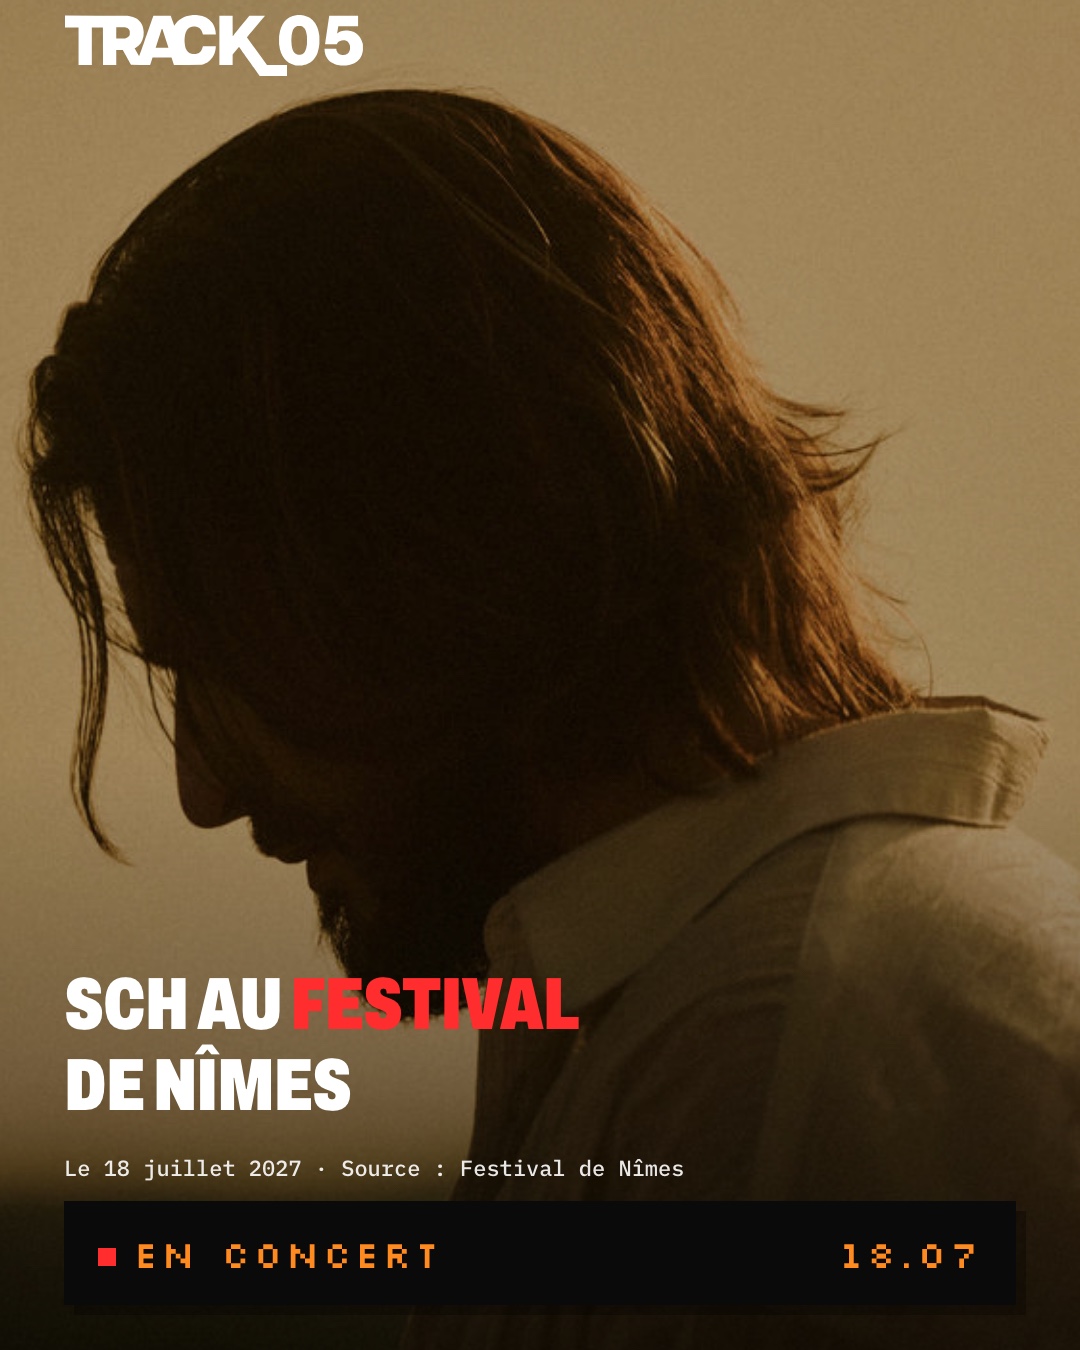 TRACK_05
SCH AU FESTIVAL
DE NÎMES
Le 18 juillet 2027 · Source : Festival de Nîmes
EN CONCERT 18.07